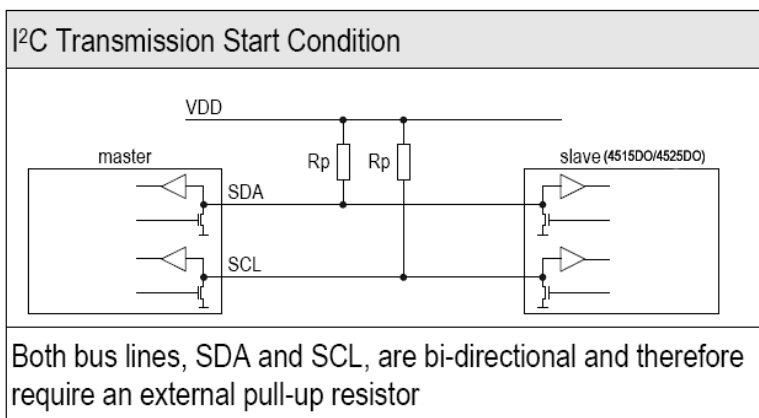 I²C Transmission Start Condition
VDD
master
Rp
Rp
slave (4515DO/4525DO)
SDA
SCL
Both bus lines, SDA and SCL, are bi-directional and therefore
require an external pull-up resistor